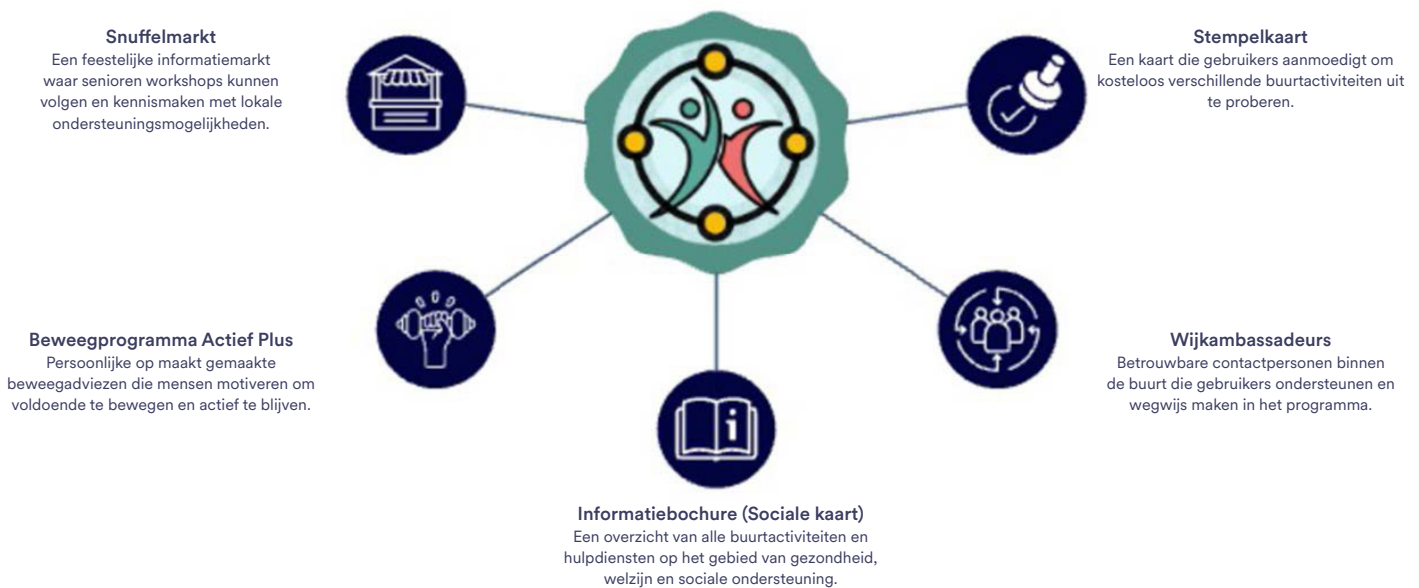 Snuffelmarkt
Een feestelijke informatiemarkt
waar senioren workshops kunnen
volgen en kennismaken met lokale
ondersteuningsmogelijkheden.
Stempelkaart
Een kaart die gebruikers aanmoedigt om
kosteloos verschillende buurtactiviteiten uit
te proberen.
Beweegprogramma Actief Plus
Persoonlijke op maakt gemaakte
beweegadviezen die mensen motiveren om
voldoende te bewegen en actief te blijven.
Wijkambassadeurs
Betrouwbare contactpersonen binnen
de buurt die gebruikers ondersteunen en
wegwijs maken in het programma.
i
Informatiebochure (Sociale kaart)
Een overzicht van alle buurtactiviteiten en
hulpdiensten op het gebied van gezondheid,
welzijn en sociale ondersteuning.